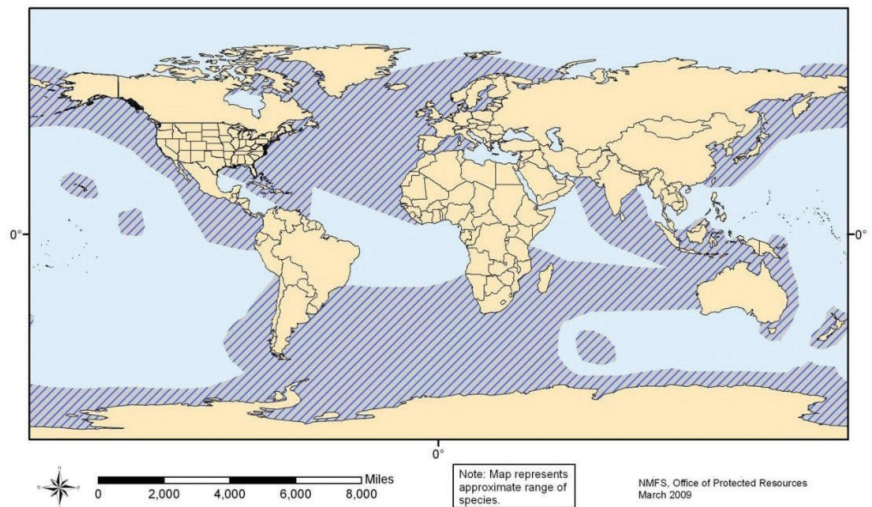 0°
0°
0°
Miles
0 2,000 4,000 6,000 8,000
Note: Map represents
approximate range of
species.
NMFS, Office of Protected Resources
March 2009